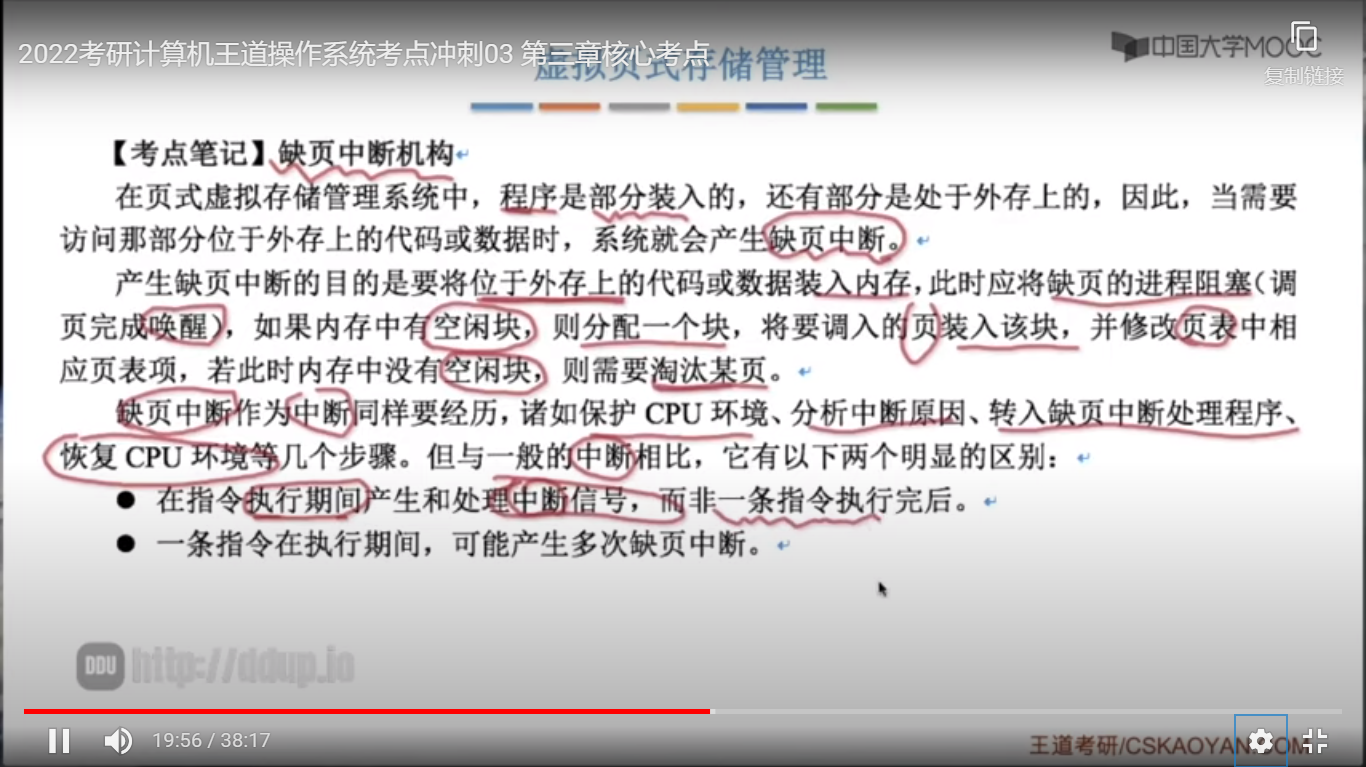 2022考研计算机王道操作系统考点冲刺03 第三章核心考点
虚拟页式存储管理
中国大学MOOC
复制链接
【考点笔记】缺页中断机构
在页式虚拟存储管理系统中，程序是部分装入的，还有部分是处于外存上的，因此，当需要
访问那部分位于外存上的代码或数据时，系统就会产生缺页中断。
产生缺页中断的目的是要将位于外存上的代码或数据装入内存，此时应将缺页的进程阻塞（调
页完成唤醒），如果内存中有空闲块，则分配一个块，将要调入的页装入该块，并修改页表中相
应页表项，若此时内存中没有空闲块，则需要淘汰某页。
缺页中断作为中断同样要经历，诸如保护 CPU 环境、分析中断原因、转入缺页中断处理程序、
恢复 CPU 环境等几个步骤。但与一般的中断相比，它有以下两个明显的区别：
● 在指令执行期间产生和处理中断信号，而非一条指令执行完后。
● 一条指令在执行期间，可能产生多次缺页中断。
DDU http://ddup.io
19:56 / 38:17
王道考研/CSKAOYAN.COM